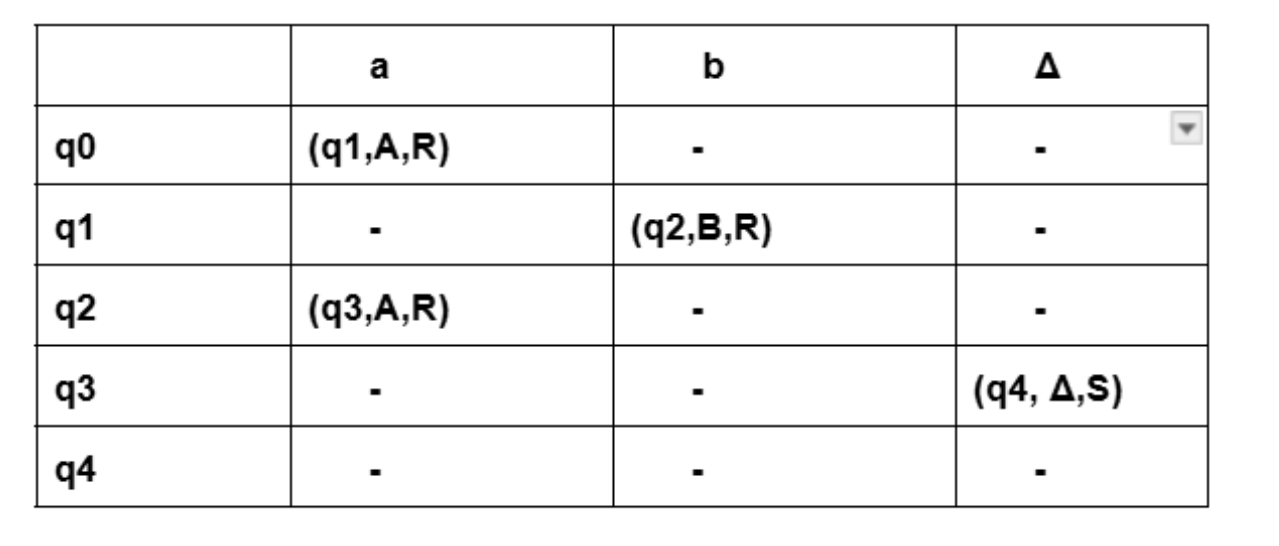 a b Δ
q0 (q1,A,R) - -
q1 - (q2,B,R) -
q2 (q3,A,R) - -
q3 - - (q4, Δ,S)
q4 - - -